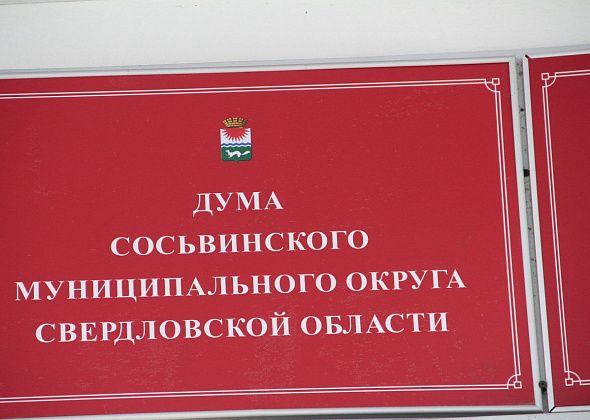 ДУМА
СОСЬВИНСКОГО
МУНИЦИПАЛЬНОГО ОКРУГА
СВЕРДЛОВСКОЙ ОБЛАСТИ